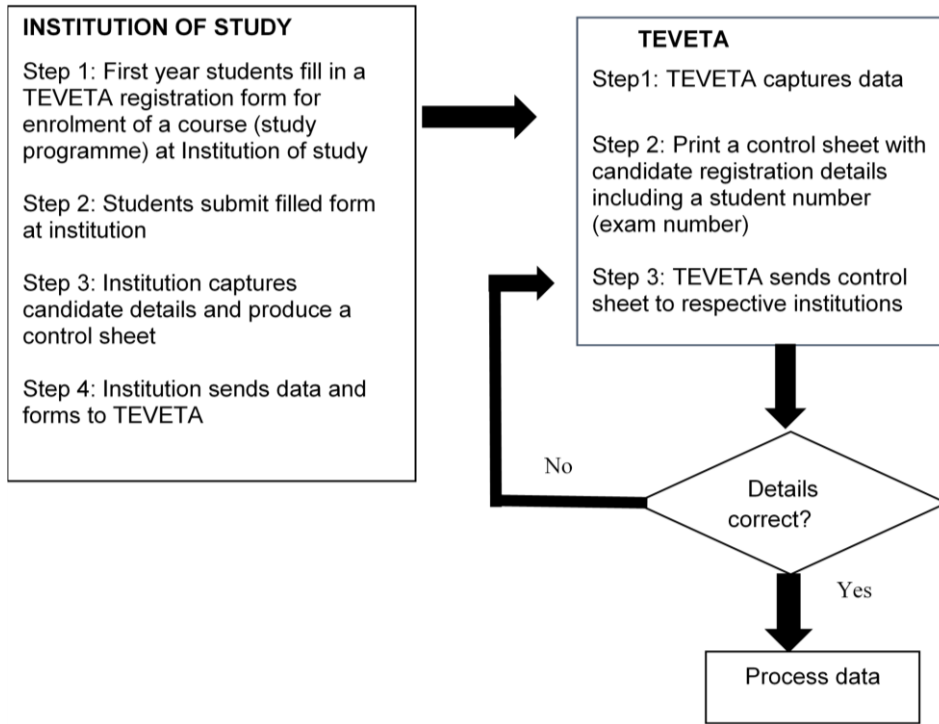 INSTITUTION OF STUDY
Step 1: First year students fill in a
TEVETA registration form for
enrolment of a course (study
programme) at Institution of study
Step 2: Students submit filled form
at institution
Step 3: Institution captures
candidate details and produce a
control sheet
Step 4: Institution sends data and
forms to TEVETA
TEVETA
Step1: TEVETA captures data
Step 2: Print a control sheet with
candidate registration details
including a student number
(exam number)
Step 3: TEVETA sends control
sheet to respective institutions
No
Details
correct?
Yes
Process data